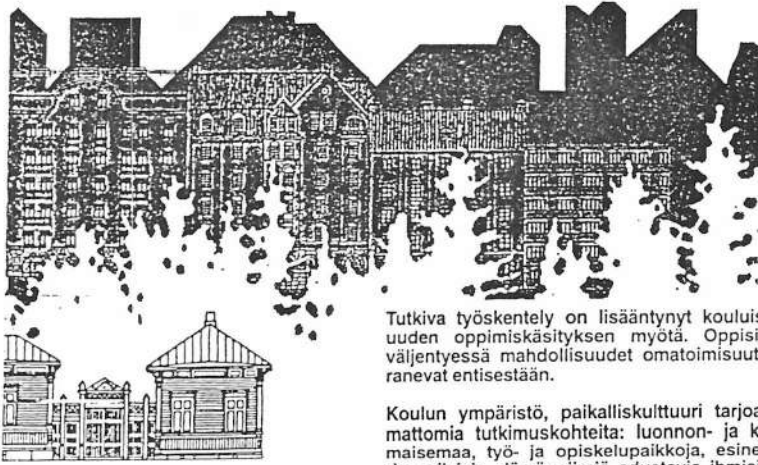 Tutkiva työskentely on lisääntynyt kouluis
uuden oppimiskäsityksen myötä. Oppisi
väljentyessä mahdollisuudet omatoimisuut
ranevat entisestään.
Koulun ympäristö, paikalliskulttuuri tarjoa
mattomia tutkimuskohteita: luonnon- ja k
maisemaa, työ- ja opiskelupaikkoja, esine